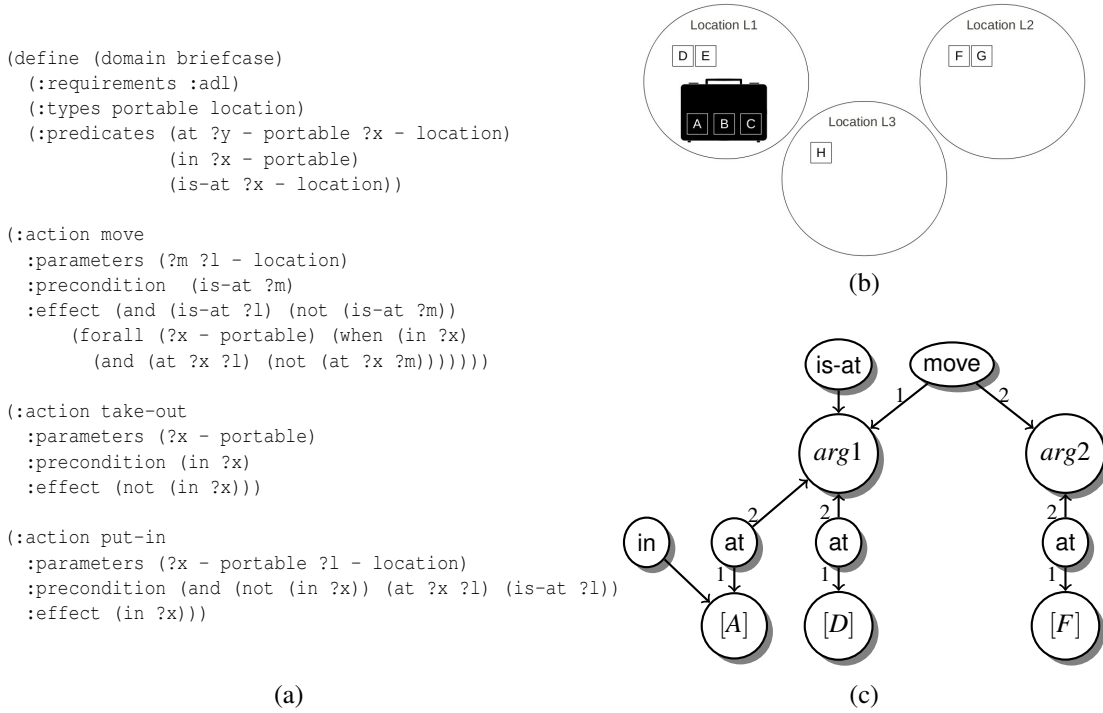 (define (domain briefcase)
(:requirements :adl)
(:types portable location)
(:predicates (at ?y - portable ?x - location)
(in ?x - portable)
(is-at ?x - location))
(:action move
:parameters (?m ?l - location)
:precondition (is-at ?m)
:effect (and (is-at ?l) (not (is-at ?m))
(forall (?x - portable) (when (in ?x)
(and (at ?x ?l) (not (at ?x ?m)))))))
(:action take-out
:parameters (?x - portable)
:precondition (in ?x)
:effect (not (in ?x)))
(:action put-in
:parameters (?x - portable ?l - location)
:precondition (and (not (in ?x)) (at ?x ?l) (is-at ?l))
:effect (in ?x)))
(a)
Location L1
D E
A B C
Location L2
F G
Location L3
H
(b)
is-at move
1 2
arg1 arg2
2 2 2
in at at at
1 1 1
[A] [D] [F]
(c)